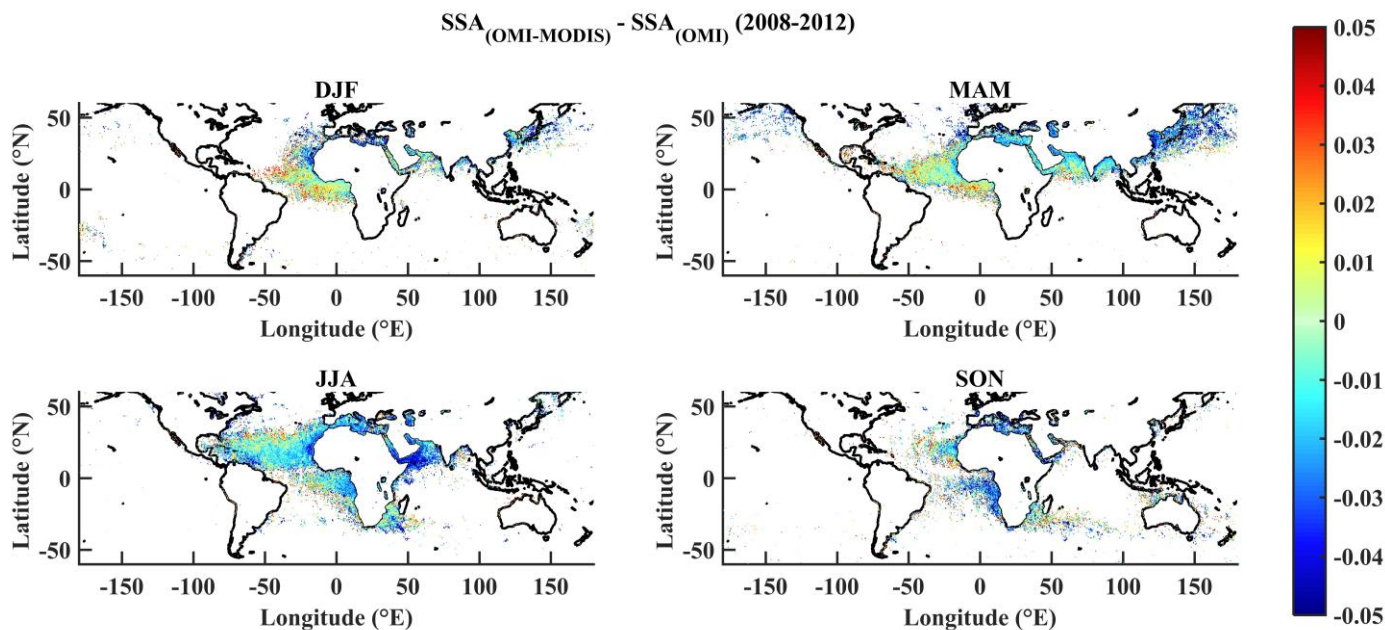 SSA(OMI-MODIS) - SSA(OMI) (2008-2012)
DJF
MAM
50
0
-50
Latitude (°N)
-150 -100 -50 0 50 100 150
Longitude (°E)
50
0
-50
Latitude (°N)
-150 -100 -50 0 50 100 150
Longitude (°E)
JJA
SON
50
0
-50
Latitude (°N)
-150 -100 -50 0 50 100 150
Longitude (°E)
50
0
-50
Latitude (°N)
-150 -100 -50 0 50 100 150
Longitude (°E)
0.05
0.04
0.03
0.02
0.01
0
-0.01
-0.02
-0.03
-0.04
-0.05